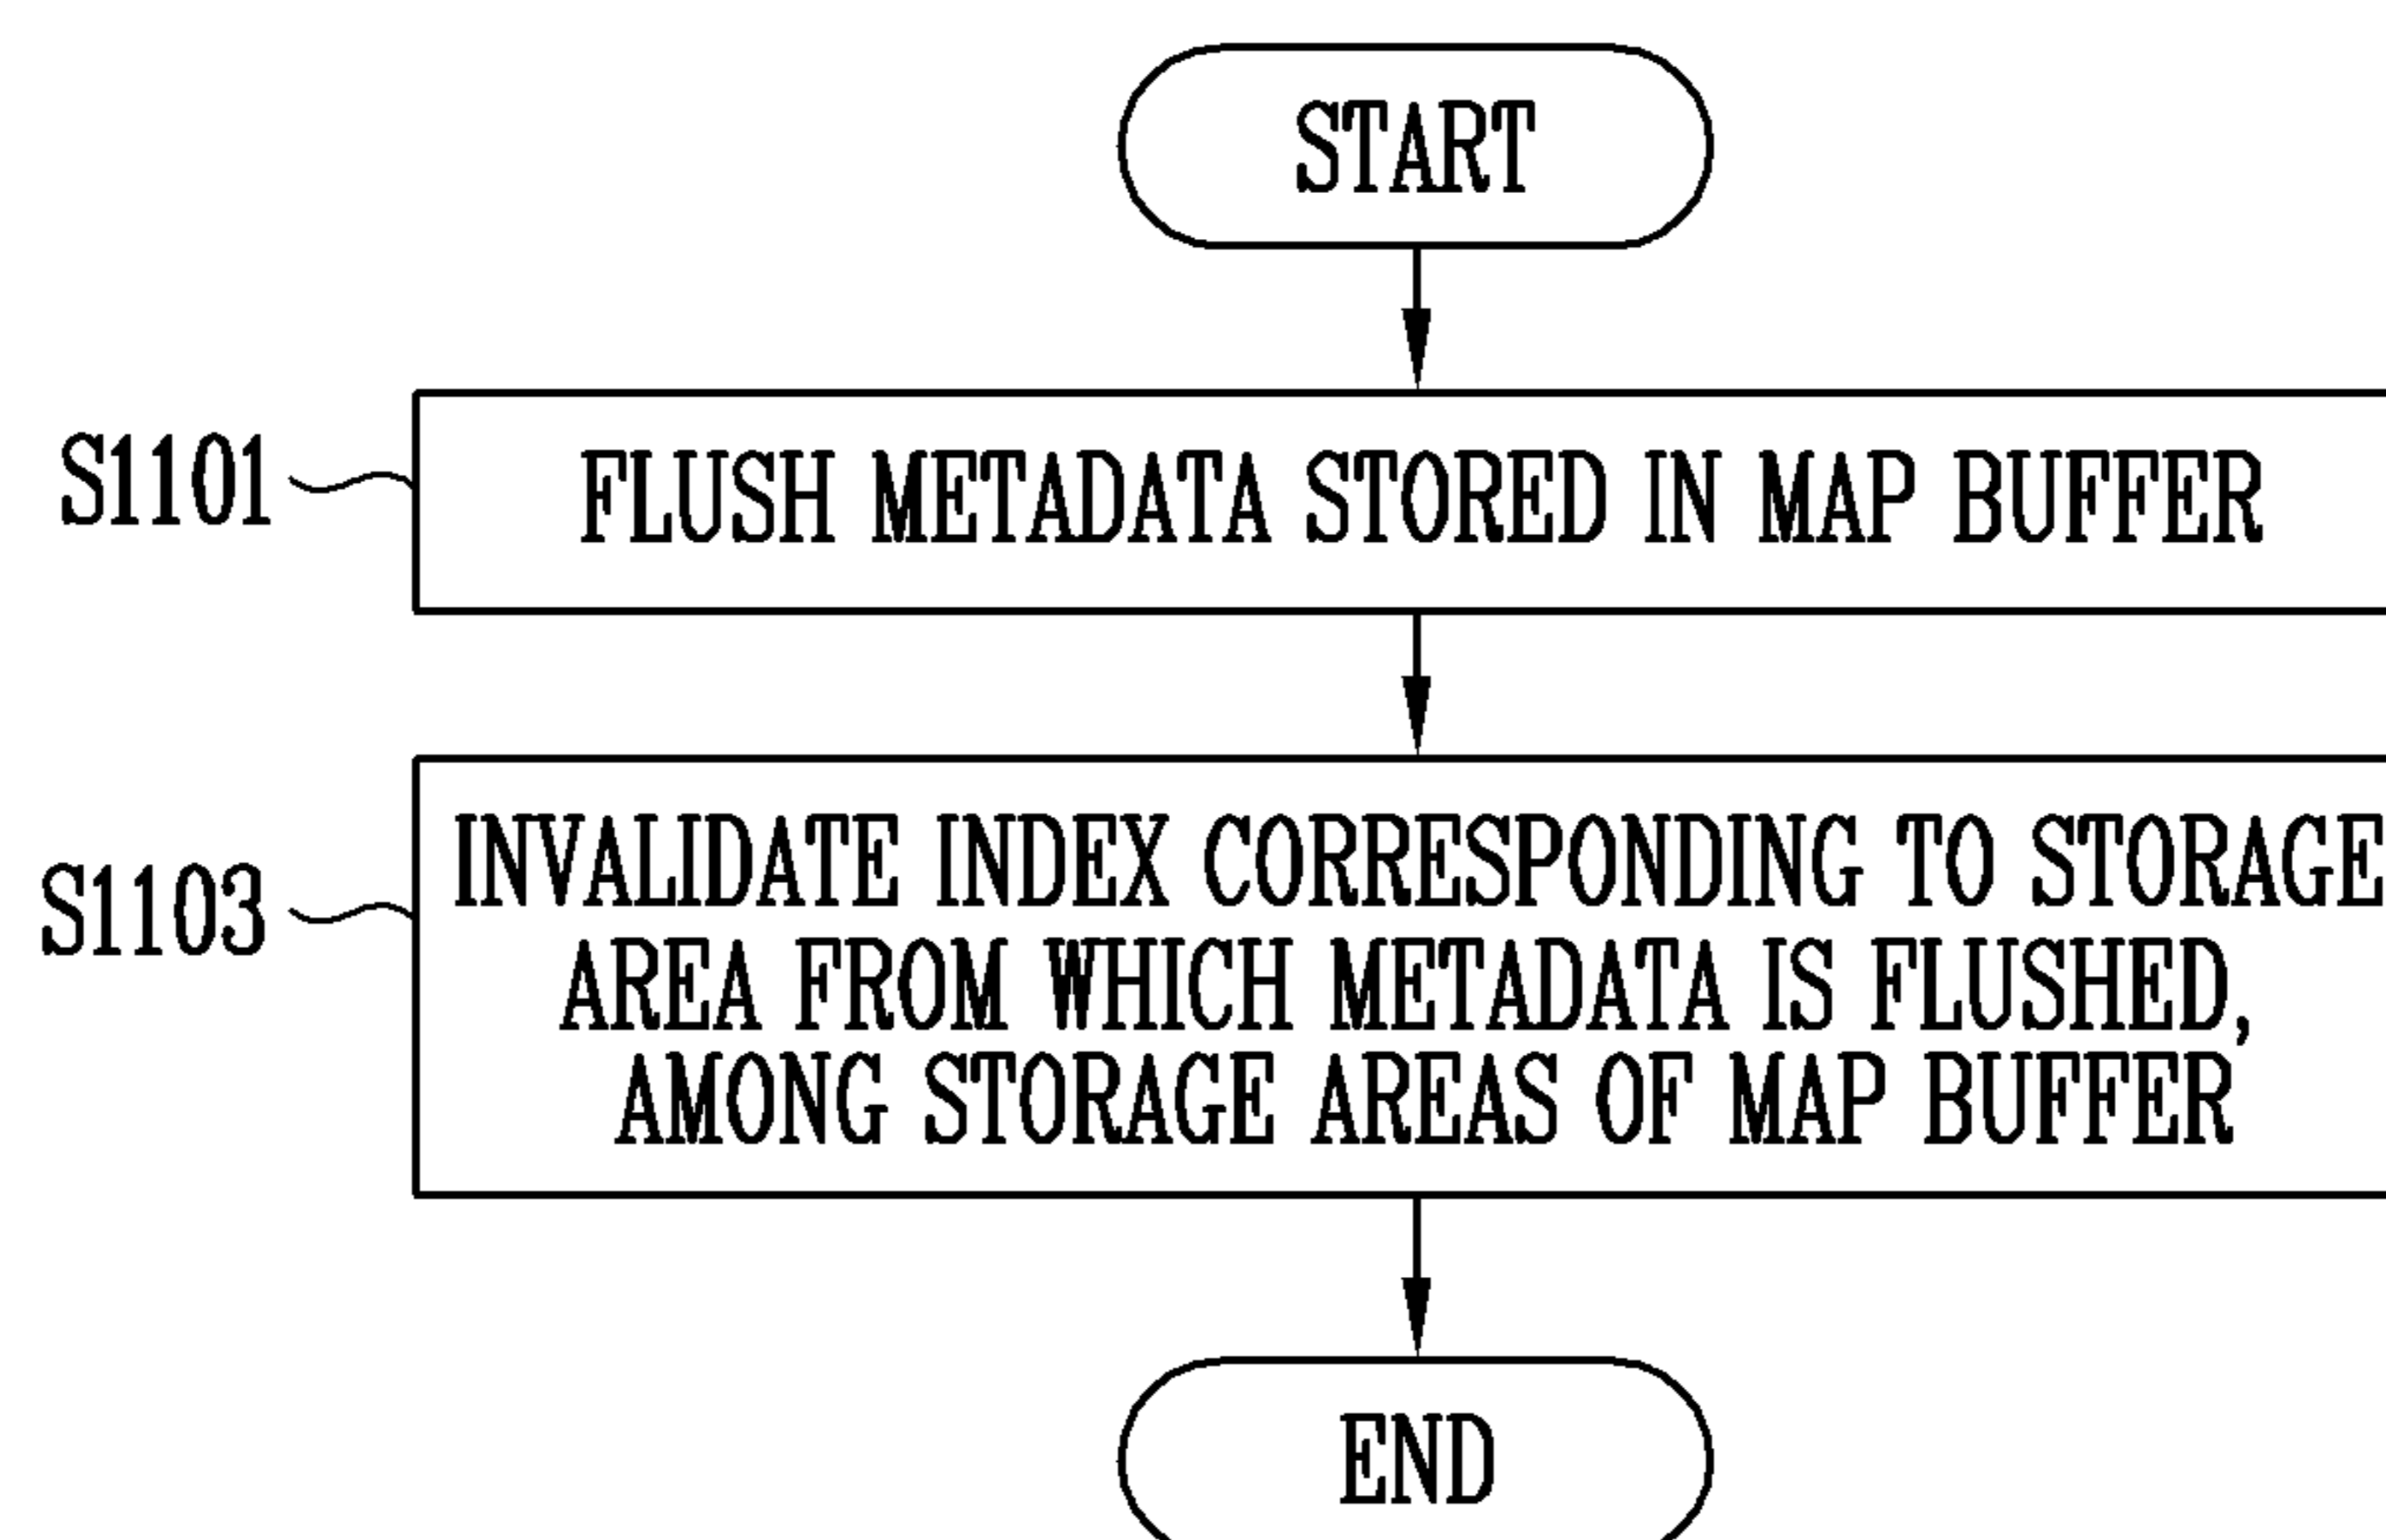 START
S1101
FLUSH METADATA STORED IN MAP BUFFER
S1103
INVALIDATE INDEX CORRESPONDING TO STORAGE
AREA FROM WHICH METADATA IS FLUSHED,
AMONG STORAGE AREAS OF MAP BUFFER
END